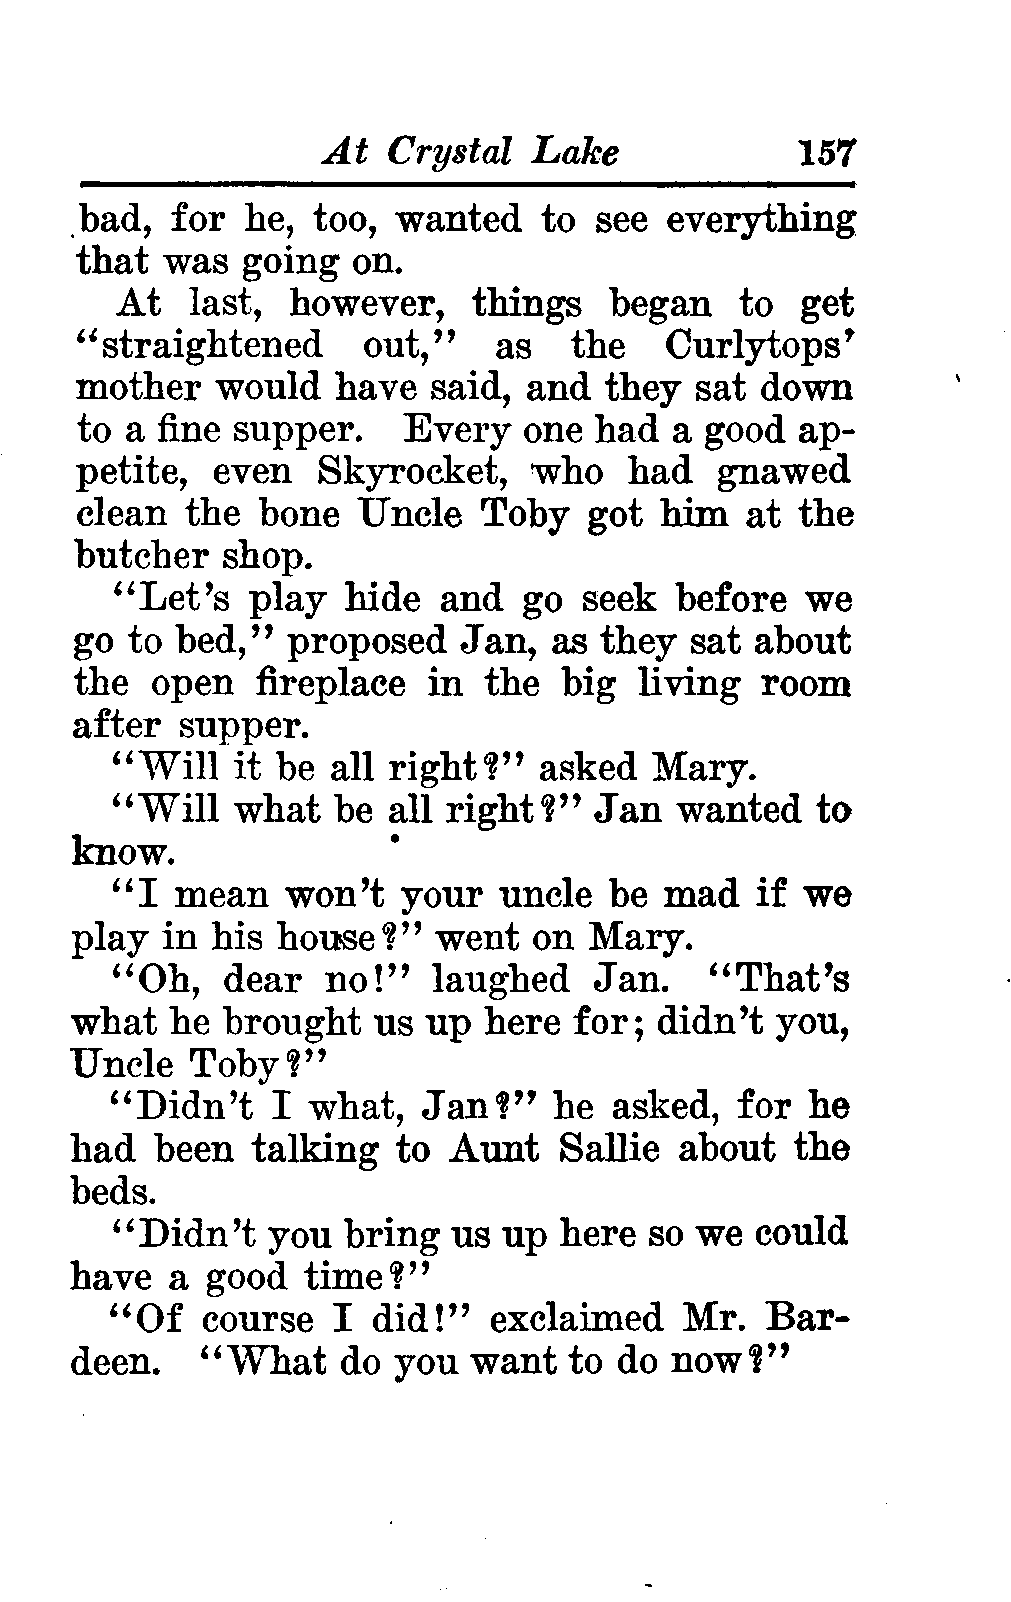 At Crystal Lake 157
bad, for he, too, wanted to see everything
that was going on.
At last, however, things began to get
“straightened out,” as the Curlytops’
mother would have said, and they sat down
to a fine supper. Every one had a good ap-
petite, even Skyrocket, who had gnawed
clean the bone Uncle Toby got him at the
butcher shop.
“Let’s play hide and go seek before we
go to bed,” proposed Jan, as they sat about
the open fireplace in the big living room
after supper.
“Will it be all right?” asked Mary.
“Will what be all right?” Jan wanted to
know.
“I mean won’t your uncle be mad if we
play in his house?” went on Mary.
“Oh, dear no!” laughed Jan. “That’s
what he brought us up here for; didn’t you,
Uncle Toby?”
“Didn’t I what, Jan?” he asked, for he
had been talking to Aunt Sallie about the
beds.
“Didn’t you bring us up here so we could
have a good time?”
“Of course I did!” exclaimed Mr. Bar-
deen. “What do you want to do now?”